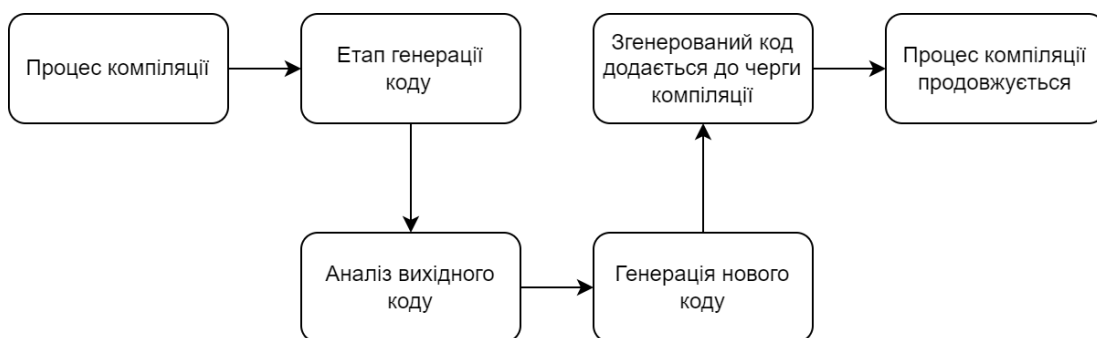 Процес компіляції
Етап генерації
коду
Згенерований код
додається до черги
компіляції
Процес компіляції
продовжується
Аналіз вихідного
коду
Генерація нового
коду